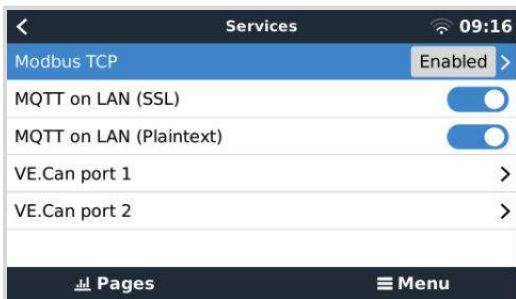 Services 09:16
Modbus TCP Enabled
MQTT on LAN (SSL)
MQTT on LAN (Plaintext)
VE.Can port 1
VE.Can port 2
Pages Menu